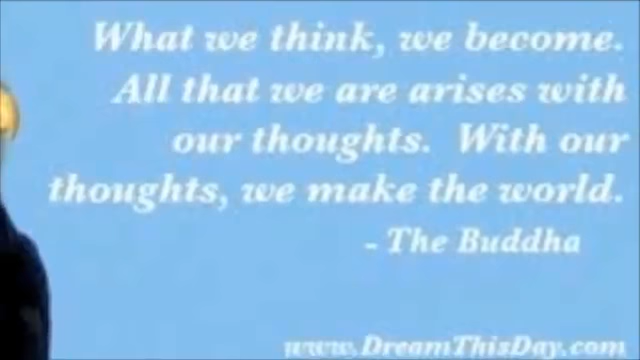 What we think, we become.
All that we are arises with
our thoughts.  With our
thoughts, we make the world.
- The Buddha
www.DreamThisDay.com